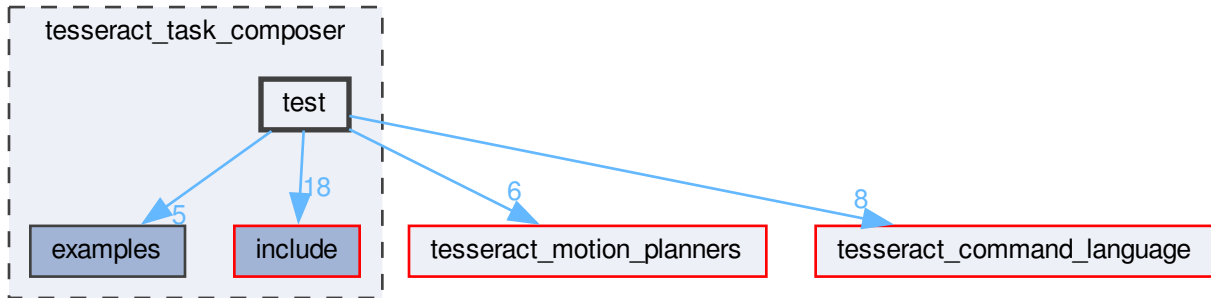 tesseract_task_composer
test
5
18
6
8
examples
include
tesseract_motion_planners
tesseract_command_language